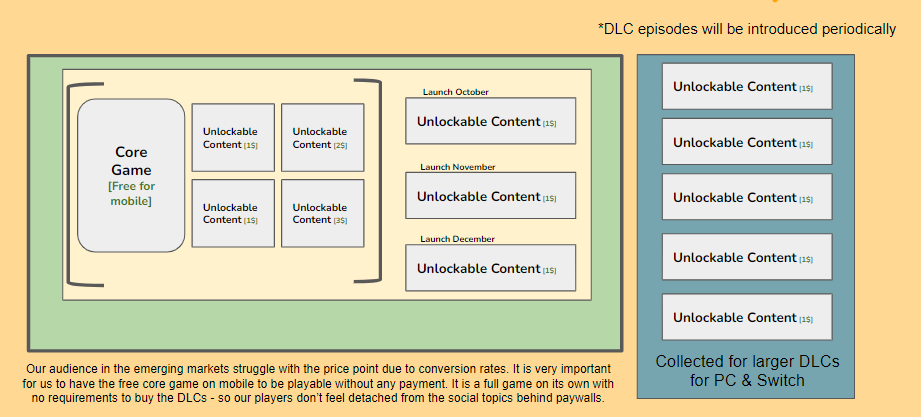 *DLC episodes will be introduced periodically
Core
Game
[Free for
mobile]
Unlockable
Content [1$]
Unlockable
Content [2$]
Unlockable
Content [1$]
Unlockable
Content [3$]
Launch October
Unlockable Content [1$]
Launch November
Unlockable Content [1$]
Launch December
Unlockable Content [1$]
Unlockable Content [1$]
Unlockable Content [1$]
Unlockable Content [1$]
Unlockable Content [1$]
Unlockable Content [1$]
Collected for larger DLCs
for PC & Switch
Our audience in the emerging markets struggle with the price point due to conversion rates. It is very important
for us to have the free core game on mobile to be playable without any payment. It is a full game on its own with
no requirements to buy the DLCs - so our players don’t feel detached from the social topics behind paywalls.